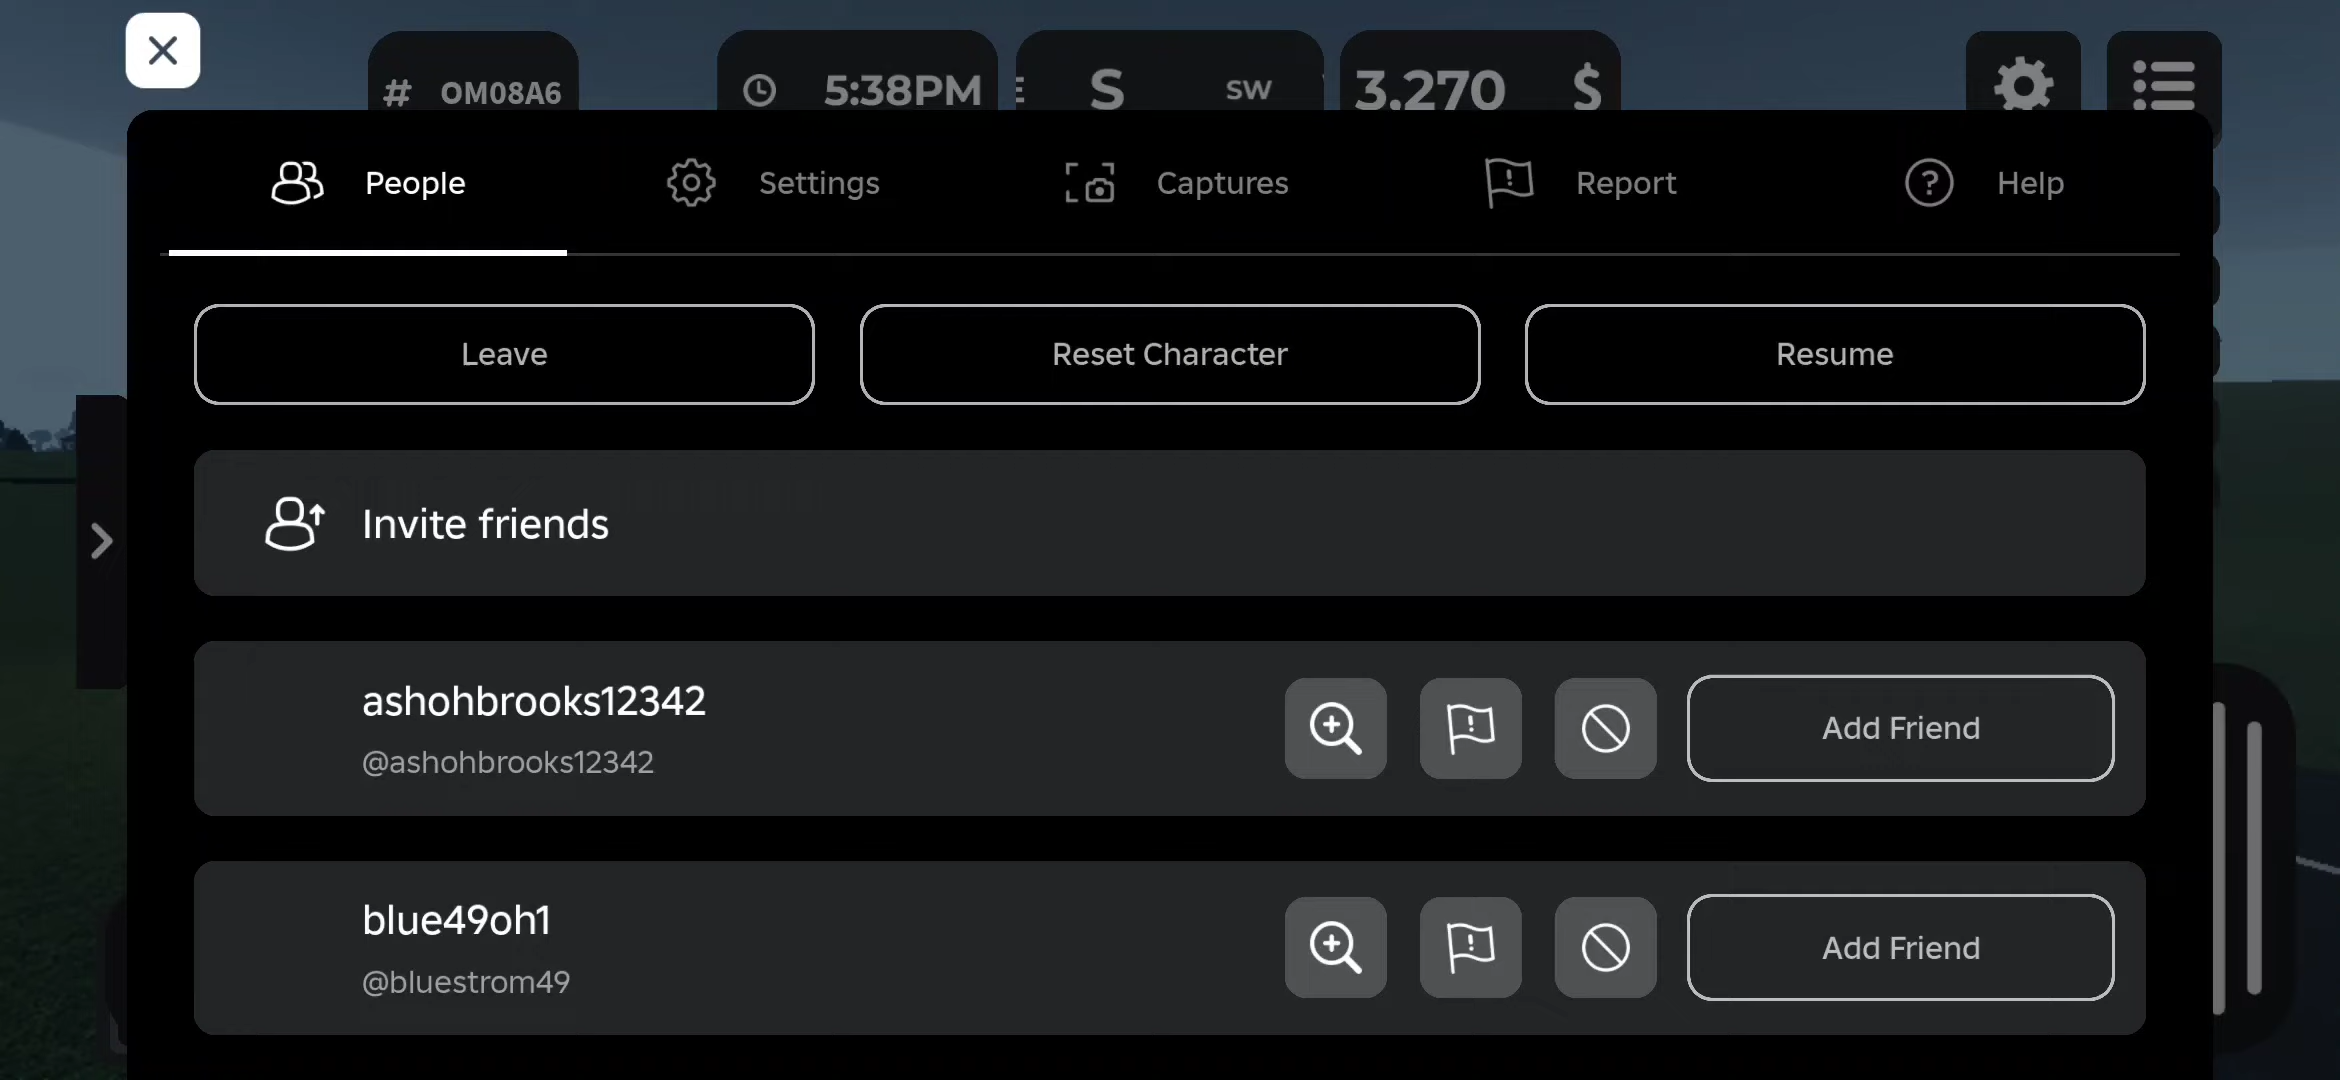 # OM08A6
5:38PM
S SW
3.270 $
People
Settings
Captures
Report
Help
Leave
Reset Character
Resume
Invite friends
ashohbrooks12342
@ashohbrooks12342
Add Friend
blue49oh1
@bluestrom49
Add Friend